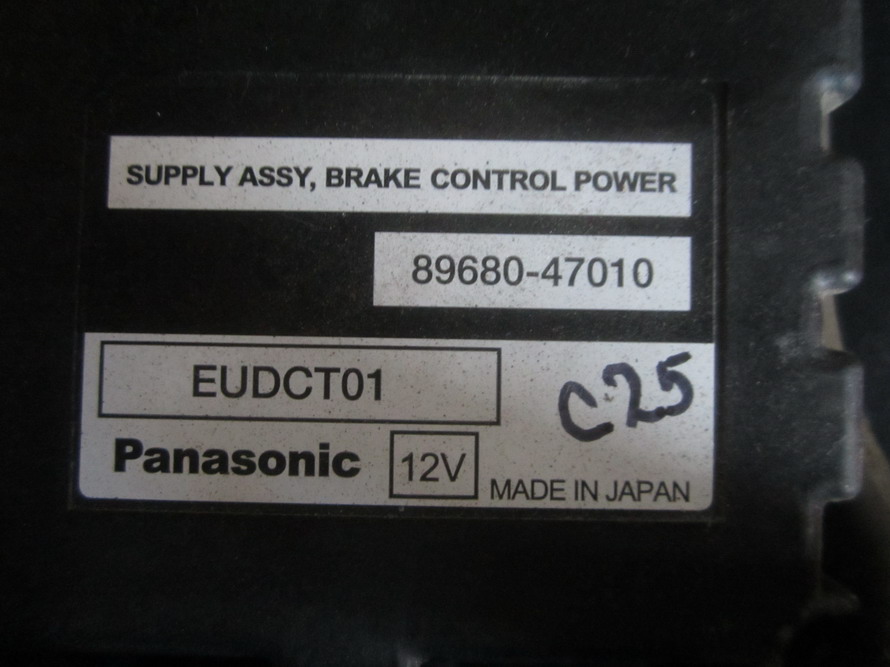 SUPPLY ASSY, BRAKE CONTROL POWER
89680-47010
EUDCT01
C25
Panasonic 12V MADE IN JAPAN